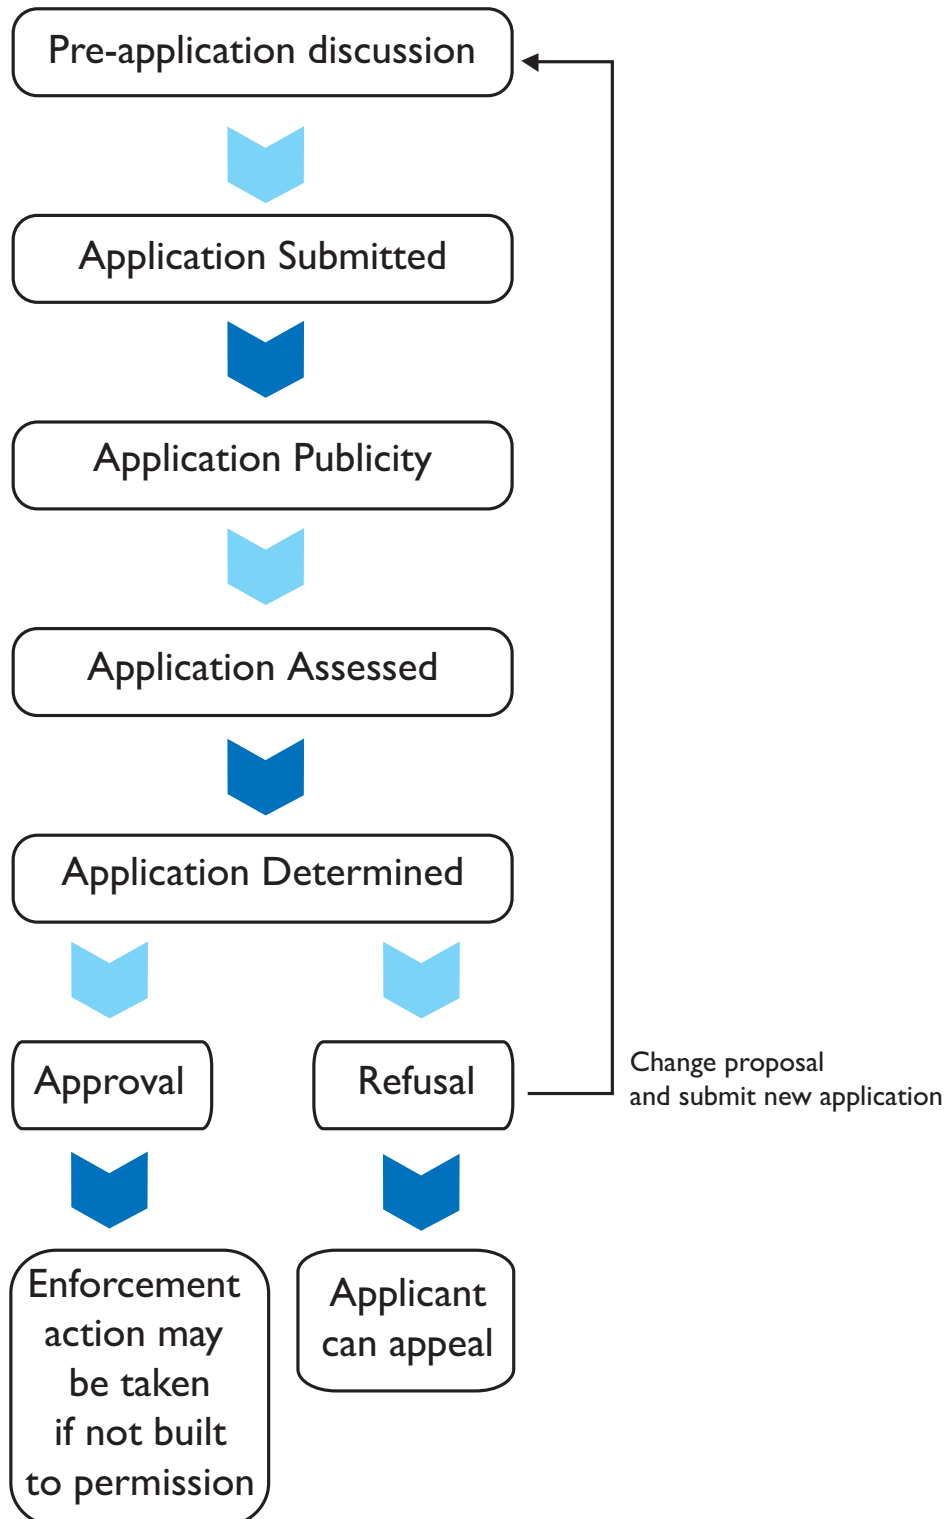 Pre-application discussion
Application Submitted
Application Publicity
Application Assessed
Application Determined
Approval
Refusal
Change proposal
and submit new application
Enforcement
action may
be taken
if not built
to permission
Applicant
can appeal